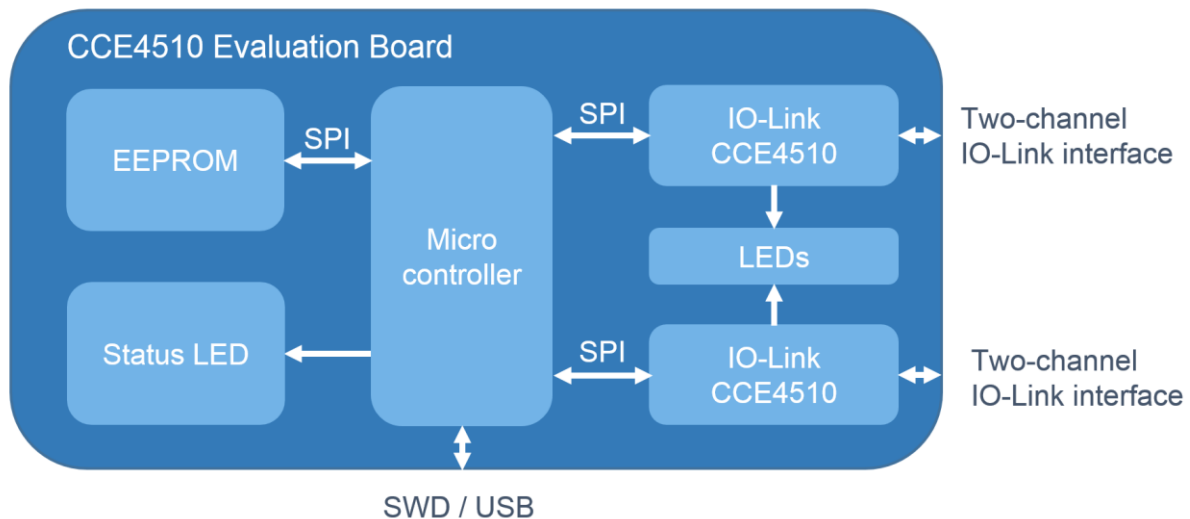 CCE4510 Evaluation Board
EEPROM
SPI
Micro
controller
SPI
IO-Link
CCE4510
Two-channel
IO-Link interface
LEDs
Status LED
SPI
IO-Link
CCE4510
Two-channel
IO-Link interface
SWD / USB